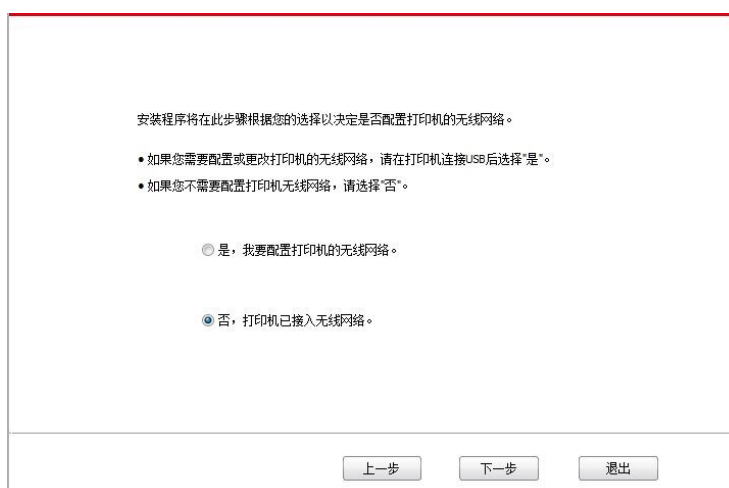 安装程序将在此步骤根据您的选择以决定是否配置打印机的无线网络。
• 如果您需要配置或更改打印机的无线网络，请在打印机连接USB后选择"是"。
• 如果您不需要配置打印机无线网络，请选择"否"。
是，我要配置打印机的无线网络。
否，打印机已接入无线网络。
上一步 下一步 退出